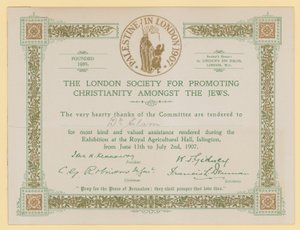 PALESTINE IN LONDON 1907
FOUNDED
1809.
LONDON, W.C.
THE LONDON SOCIETY FOR PROMOTING
CHRISTIANITY AMONGST THE JEWS.
The very hearty thanks of the Committee are tendered to
for most kind and valued assistance rendered during the
Exhibition at the Royal Agricultural Hall, Islington,
from June 11th to July 2nd, 1907.
"Pray for the Peace of Jerusalem: they shall prosper that love thee."